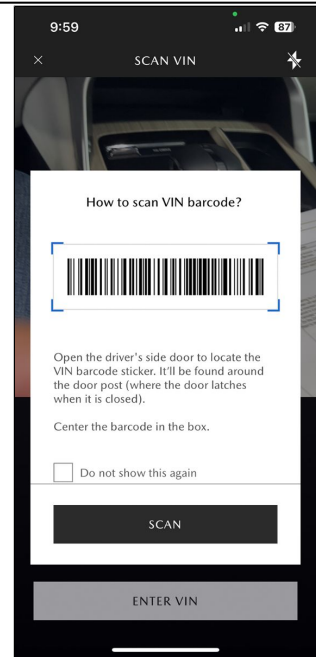 9:59
87
SCAN VIN
How to scan VIN barcode?
Open the driver's side door to locate the
VIN barcode sticker. It'll be found around
the door post (where the door latches
when it is closed).
Center the barcode in the box.
Do not show this again
SCAN
ENTER VIN